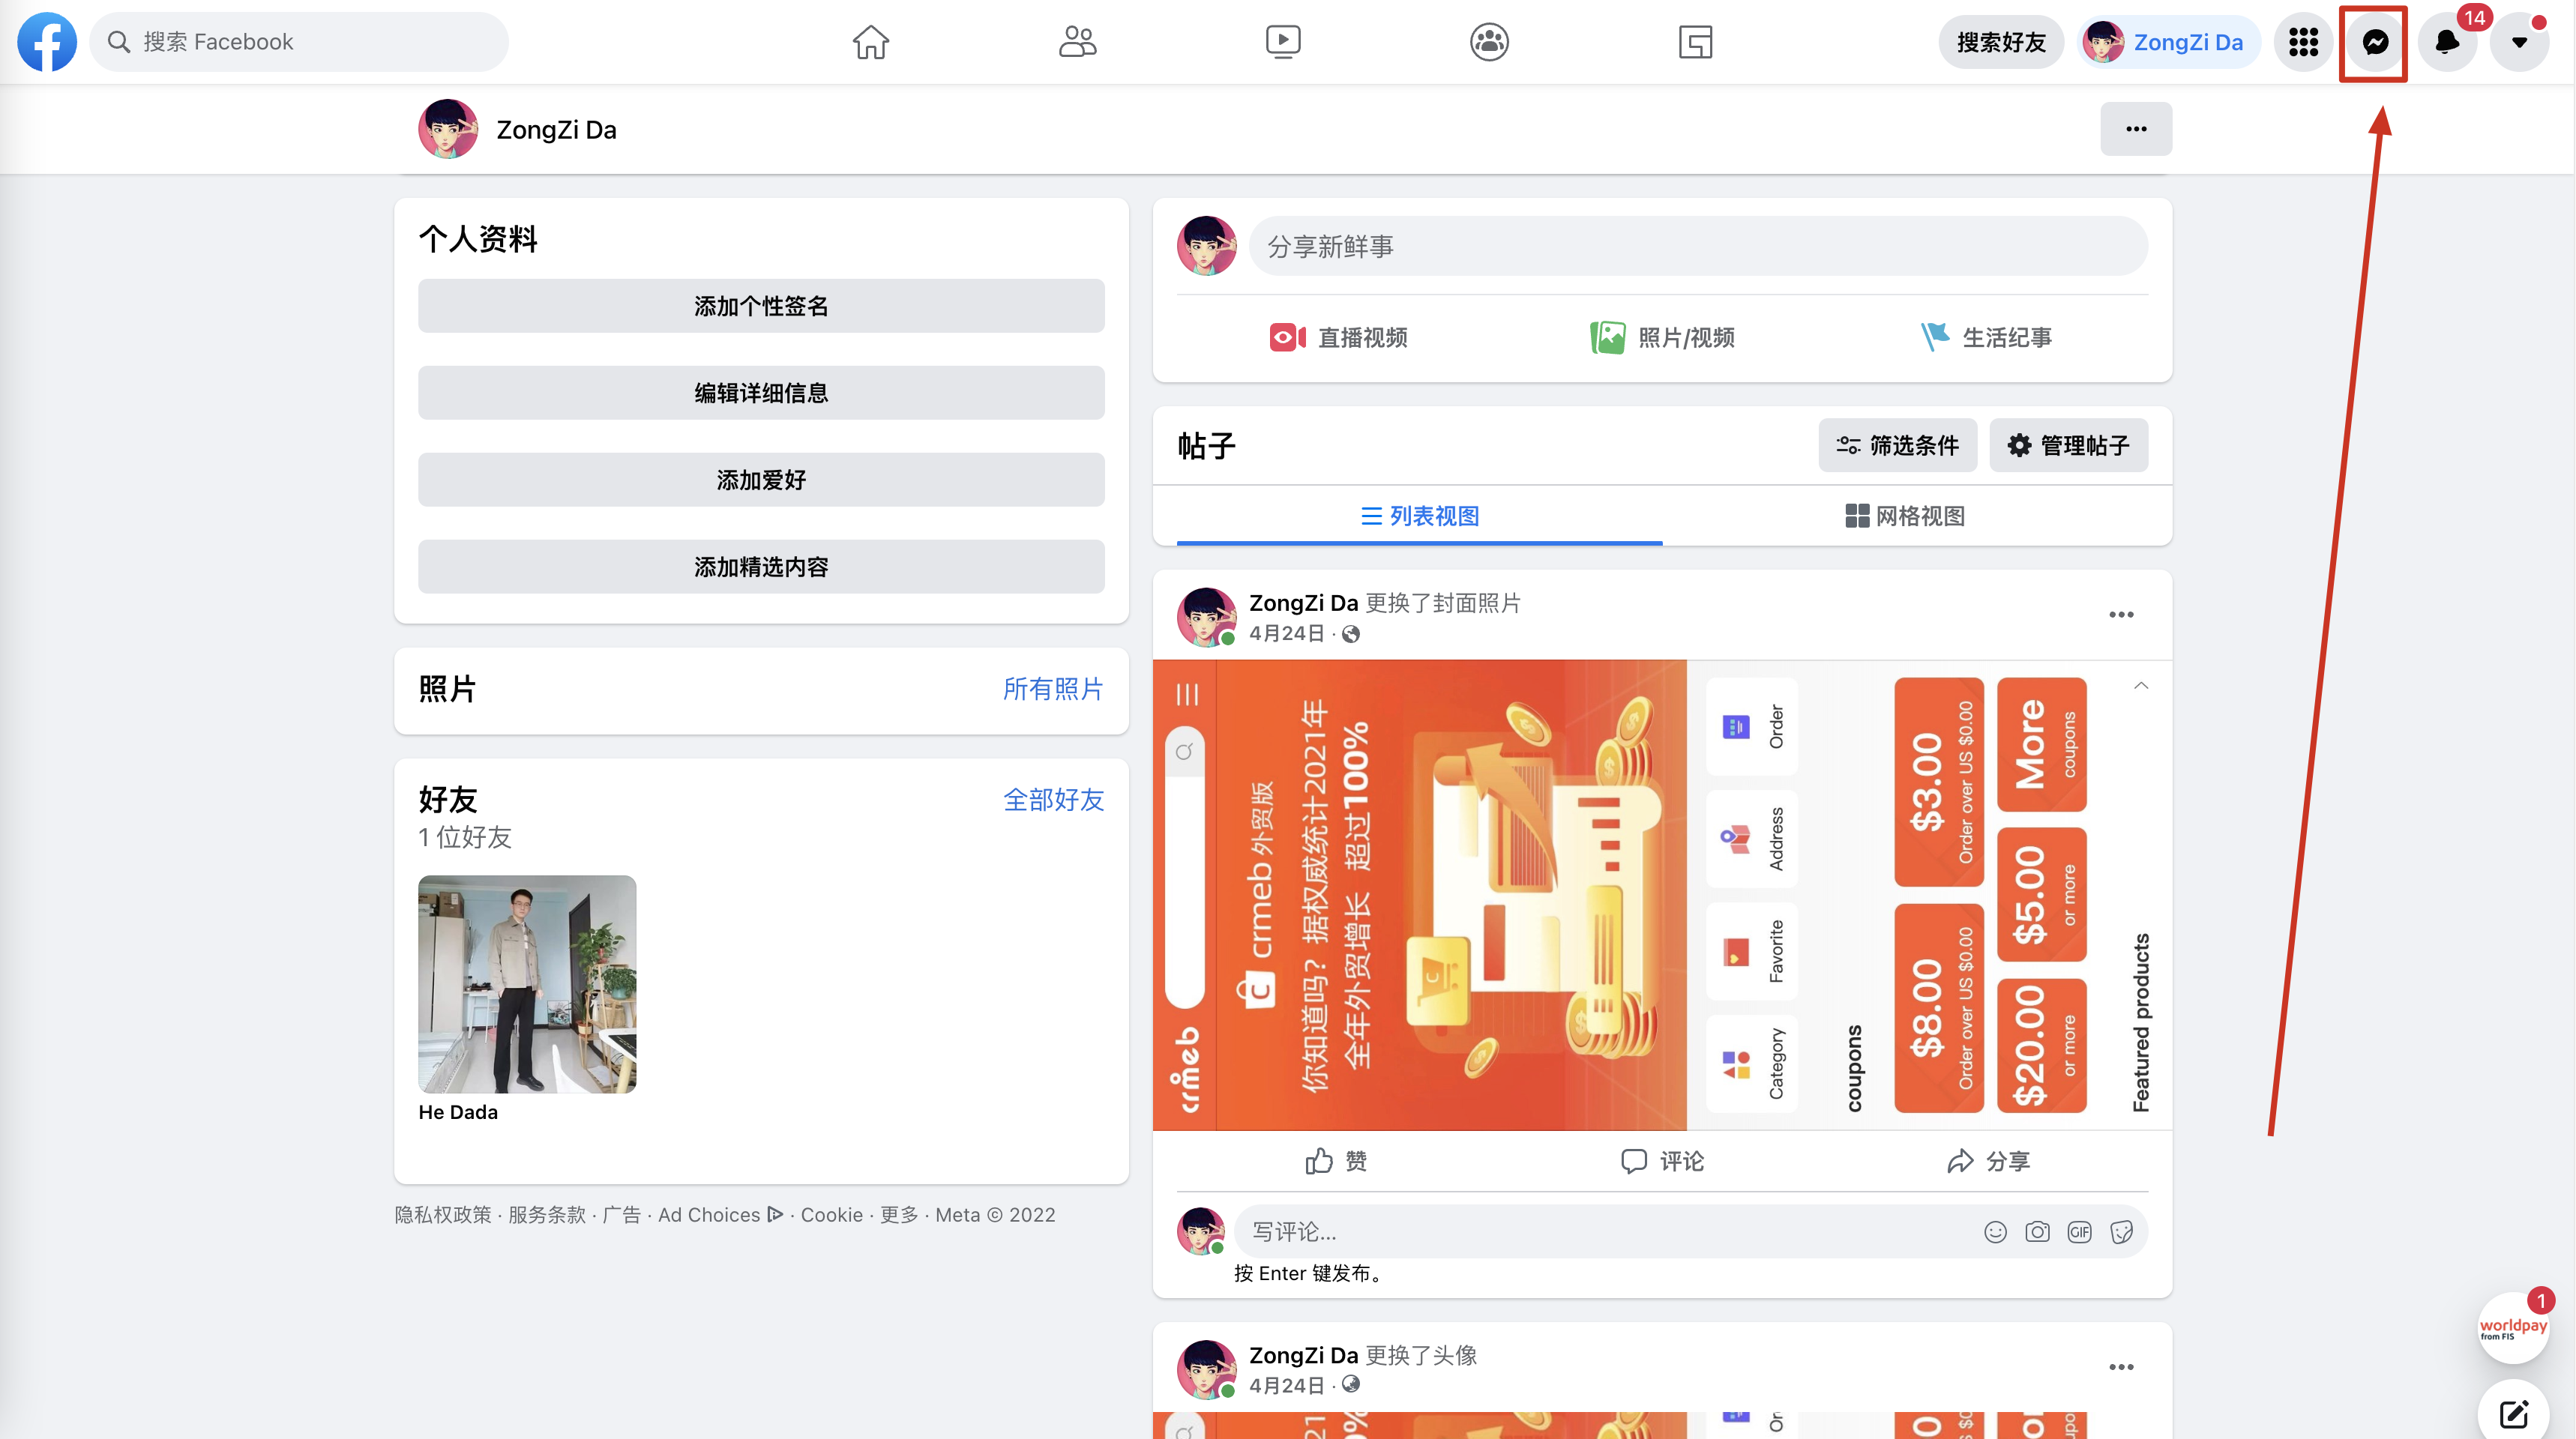 搜索 Facebook
搜索好友
ZongZi Da
14
ZongZi Da
个人资料
添加个性签名
编辑详细信息
添加爱好
添加精选内容
照片
所有照片
好友
全部好友
1 位好友
He Dada
隐私权政策 · 服务条款 · 广告 · Ad Choices · Cookie · 更多 · Meta © 2022
分享新鲜事
直播视频
照片/视频
生活纪事
帖子
筛选条件
管理帖子
列表视图
网格视图
ZongZi Da 更换了封面照片
4月24日 ·
crmeb
crmeb 外贸版
你知道吗？据权威统计2021年
全年外贸增长 超过100%
Category
Favorite
Address
Order
coupons
$8.00
Order over US $0.00
$3.00
Order over US $0.00
$20.00
or more
$5.00
or more
More
coupons
Featured products
赞
评论
分享
写评论...
GIF
按 Enter 键发布。
ZongZi Da 更换了头像
4月24日 ·
1
worldpay
from FIS